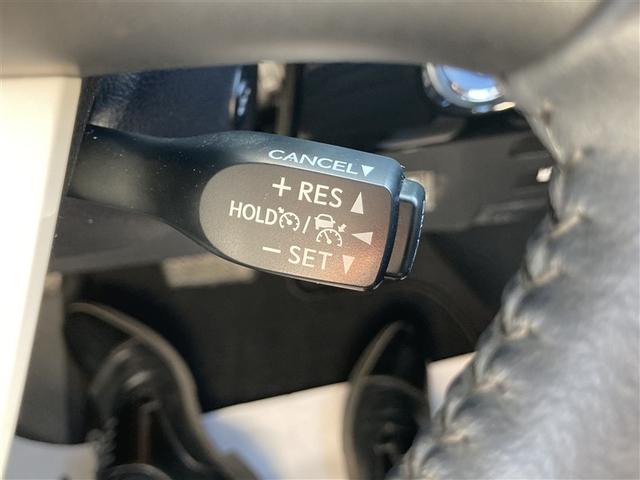 CANCEL▼
+ RES ▲
HOLD / ◀
− SET ▼